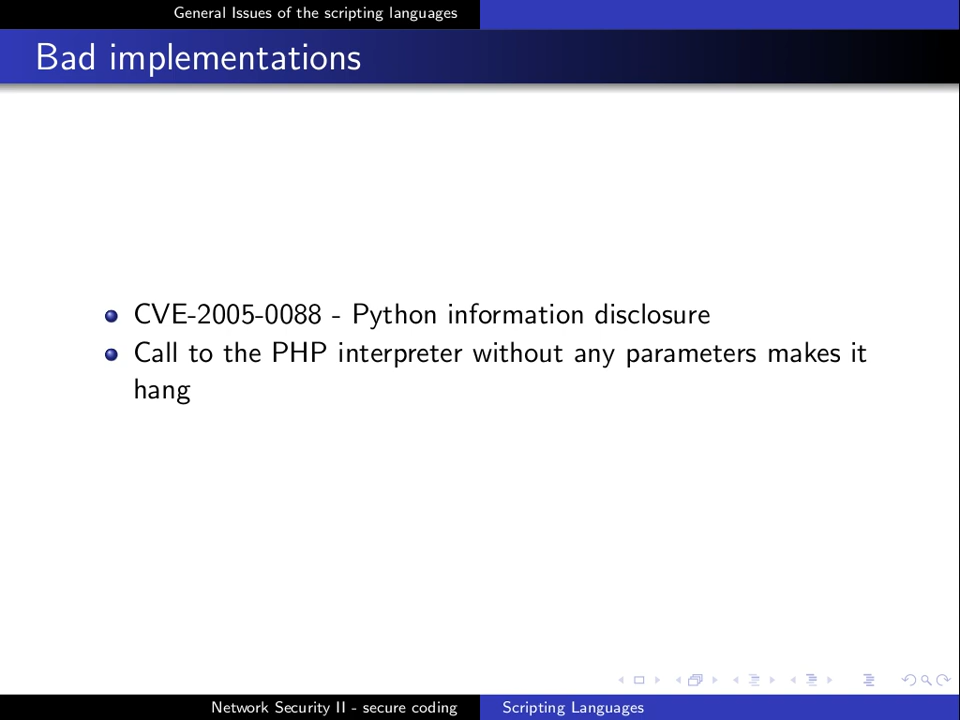 General Issues of the scripting languages
Bad implementations
CVE-2005-0088 - Python information disclosure
Call to the PHP interpreter without any parameters makes it
hang
Network Security II - secure coding
Scripting Languages